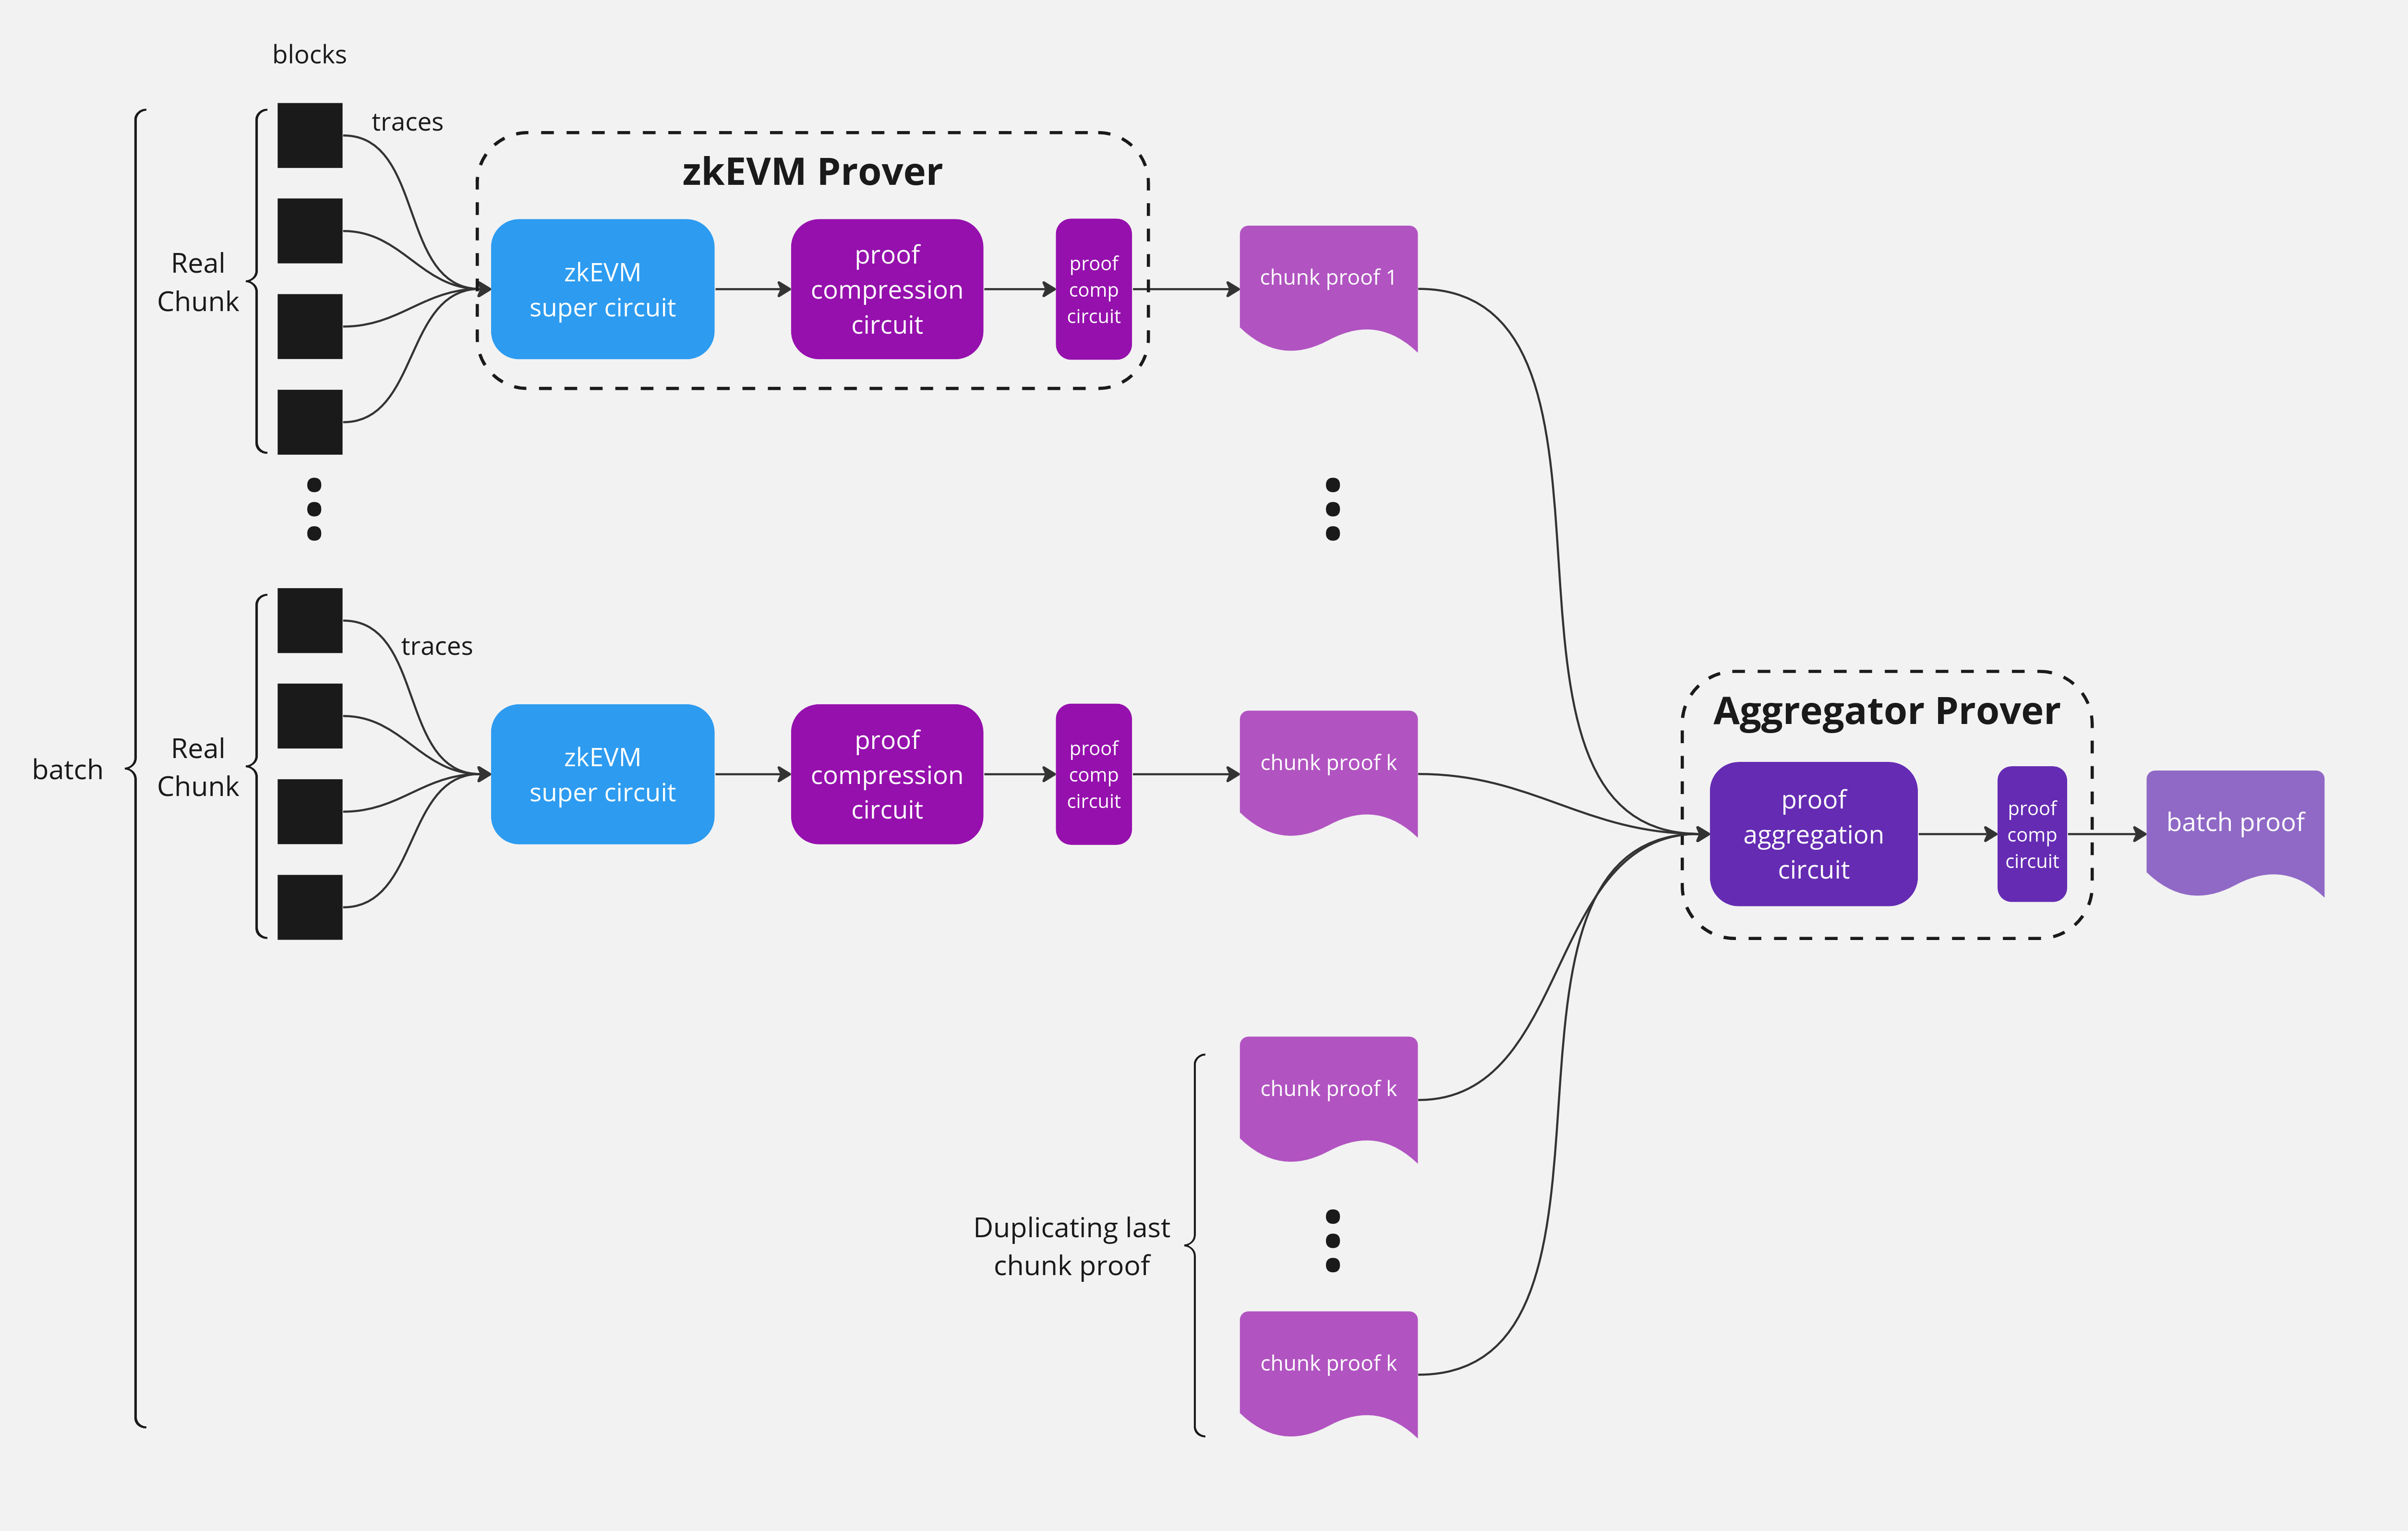 blocks
traces
zkEVM Prover
Real
Chunk
zkEVM
super circuit
proof
compression
circuit
proof
comp
circuit
chunk proof 1
traces
batch
Real
Chunk
zkEVM
super circuit
proof
compression
circuit
proof
comp
circuit
chunk proof k
Aggregator Prover
proof
aggregation
circuit
proof
comp
circuit
batch proof
chunk proof k
Duplicating last
chunk proof
chunk proof k